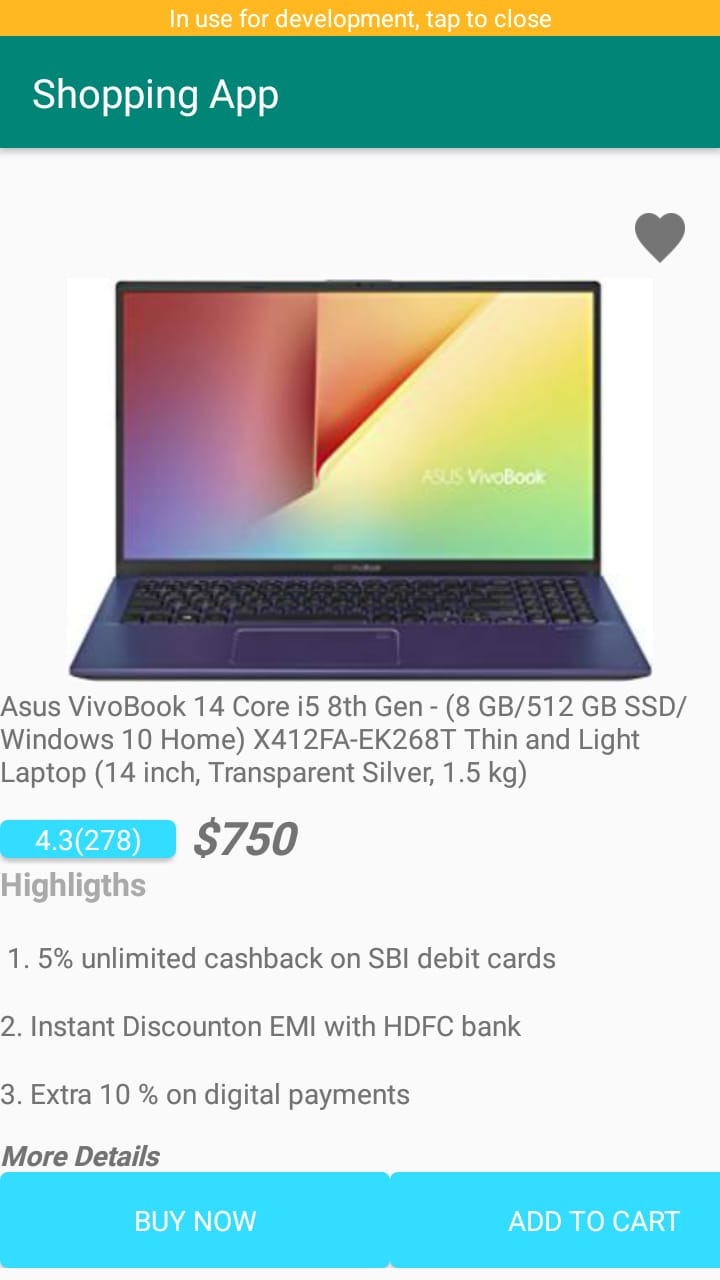 In use for development, tap to close
Shopping App
ASUS VivoBook
Asus VivoBook 14 Core i5 8th Gen - (8 GB/512 GB SSD/
Windows 10 Home) X412FA-EK268T Thin and Light
Laptop (14 inch, Transparent Silver, 1.5 kg)
4.3(278) $750
Highligths
1. 5% unlimited cashback on SBI debit cards
2. Instant Discounton EMI with HDFC bank
3. Extra 10 % on digital payments
More Details
BUY NOW ADD TO CART